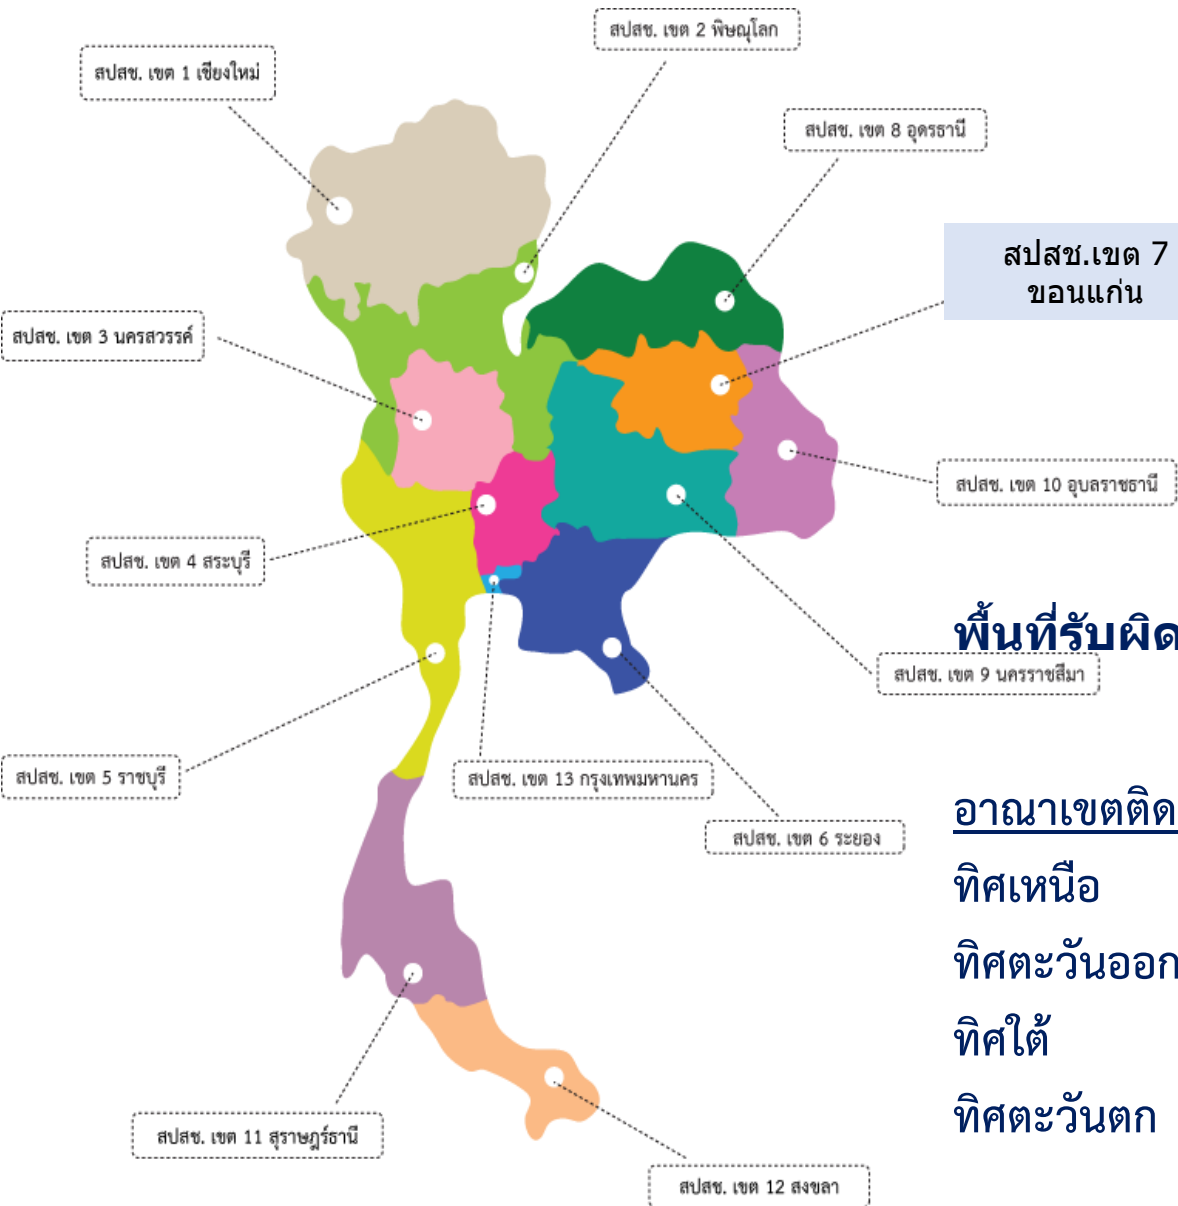 สปสช. เขต 2 พิษณุโลก
สปสช. เขต 1 เชียงใหม่
สปสช. เขต 8 อุดรธานี
สปสช.เขต 7
ขอนแก่น
สปสช. เขต 3 นครสวรรค์
สปสช. เขต 10 อุบลราชธานี
สปสช. เขต 4 สระบุรี
พื้นที่รับผิด
สปสช. เขต 9 นครราชสีมา
สปสช. เขต 5 ราชบุรี
สปสช. เขต 13 กรุงเทพมหานคร
อาณาเขตติด
สปสช. เขต 6 ระยอง
ทิศเหนือ
ทิศตะวันออก
ทิศใต้
ทิศตะวันตก
สปสช. เขต 11 สุราษฎร์ธานี
สปสช. เขต 12 สงขลา